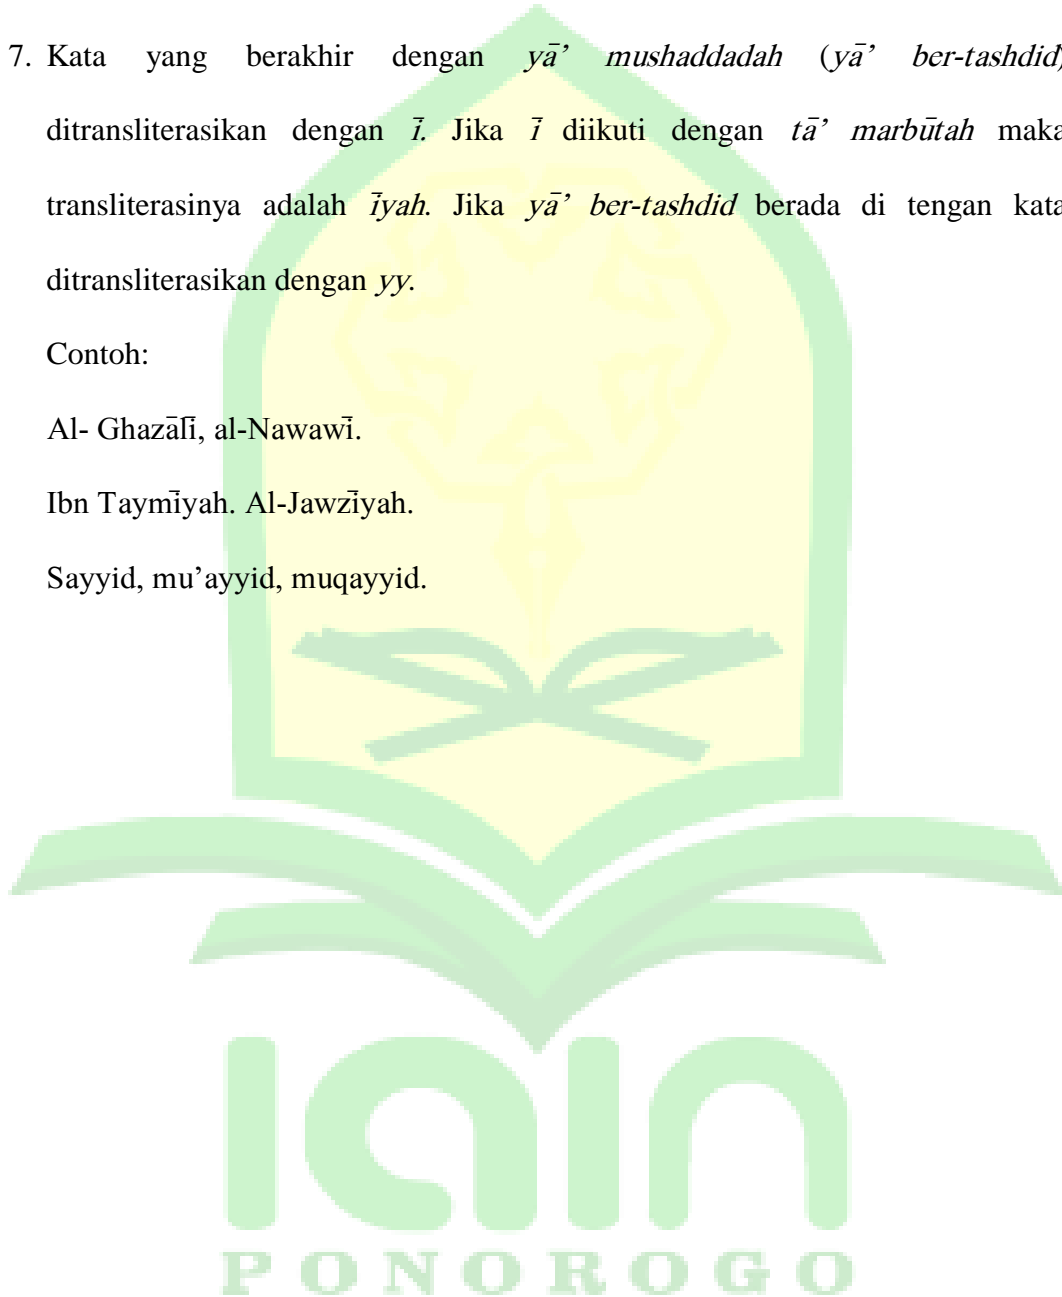 7. Kata yang berakhir dengan yā’ mushaddadah (yā’ ber-tashdid)
ditransliterasikan dengan ī. Jika ī diikuti dengan tā’ marbūtah maka
transliterasinya adalah īyah. Jika yā’ ber-tashdid berada di tengan kata
ditransliterasikan dengan yy.
Contoh:
Al- Ghazālī, al-Nawawī.
Ibn Taymīyah. Al-Jawzīyah.
Sayyid, mu’ayyid, muqayyid.
IAIN
PONOROGO